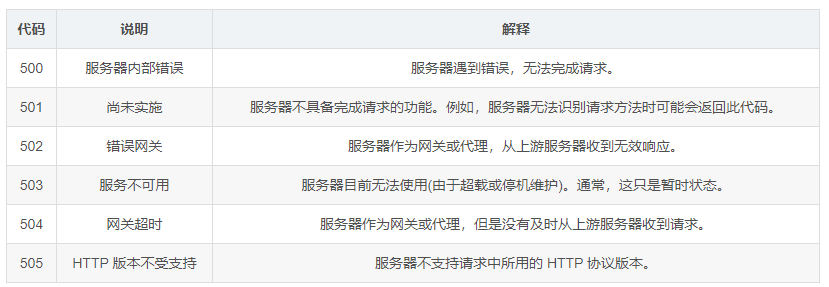 代码 说明 解释
500 服务器内部错误 服务器遇到错误，无法完成请求。
501 尚未实施 服务器不具备完成请求的功能。例如，服务器无法识别请求方法时可能会返回此代码。
502 错误网关 服务器作为网关或代理，从上游服务器收到无效响应。
503 服务不可用 服务器目前无法使用(由于超载或停机维护)。通常，这只是暂时状态。
504 网关超时 服务器作为网关或代理，但是没有及时从上游服务器收到请求。
505 HTTP 版本不受支持 服务器不支持请求中所用的 HTTP 协议版本。